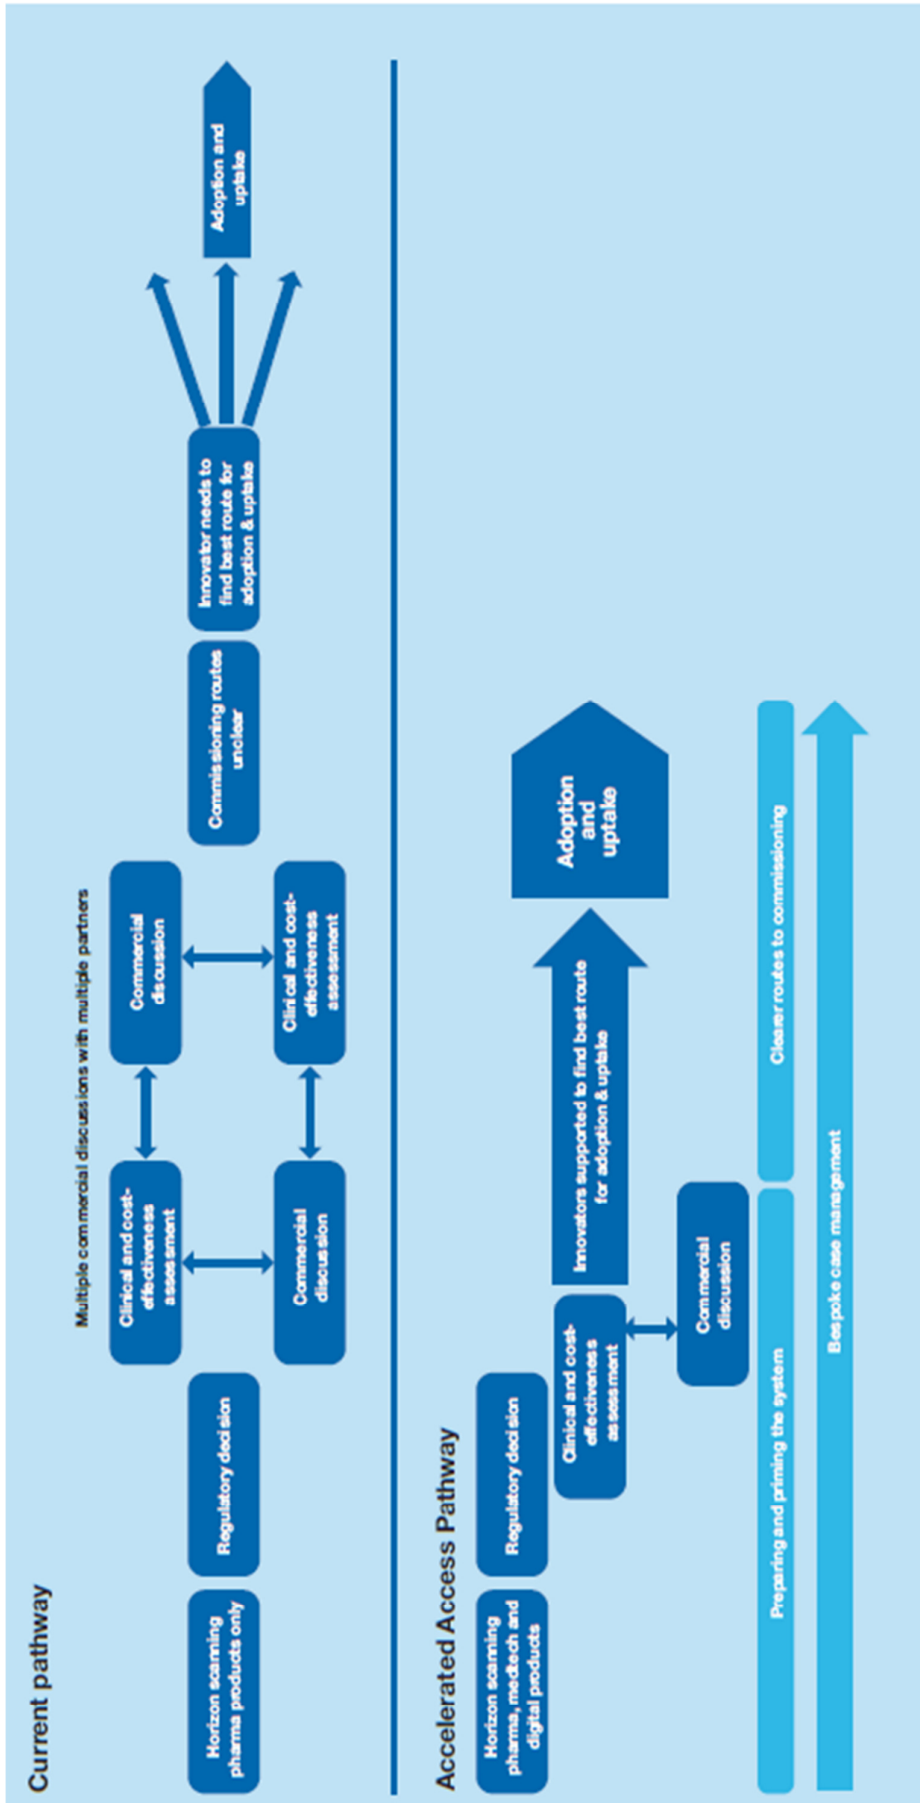 Current pathway
Multiple commercial discussions with multiple partners
Horizon scanning
pharma products only
Regulatory decision
Clinical and cost-
effectiveness
assessment
Commercial
discussion
Commercial
discussion
Clinical and cost-
effectiveness
assessment
Commissioning routes
unclear
Innovator needs to
find best route for
adoption & uptake
Adoption and
uptake
Accelerated Access Pathway
Horizon scanning
pharma, medtech and
digital products
Regulatory decision
Clinical and cost-
effectiveness
assessment
Commercial
discussion
Innovators supported to find best route
for adoption & uptake
Adoption
and
uptake
Preparing and priming the system
Clearer routes to commissioning
Bespoke case management